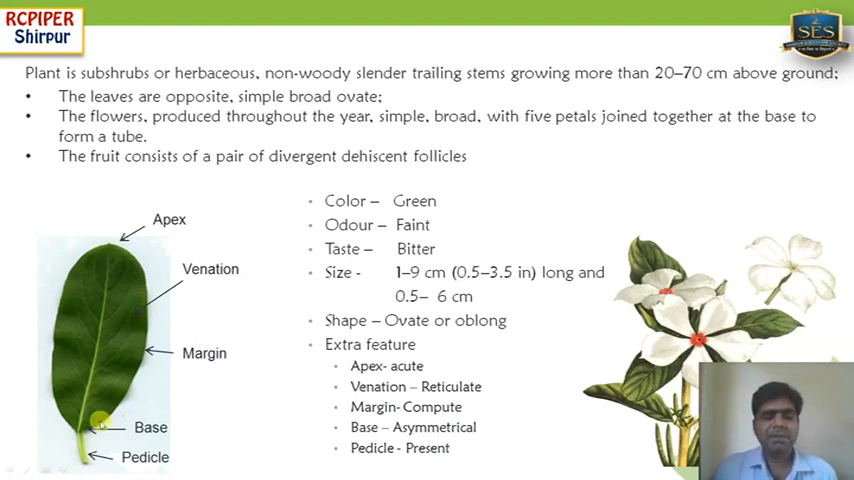 RCPIPER
Shirpur
SES
Plant is subshrubs or herbaceous, non-woody slender trailing stems growing more than 20–70 cm above ground;
• The leaves are opposite, simple broad ovate;
• The flowers, produced throughout the year, simple, broad, with five petals joined together at the base to
form a tube.
• The fruit consists of a pair of divergent dehiscent follicles
Apex
Venation
Margin
Base
Pedicle
• Color – Green
• Odour – Faint
• Taste – Bitter
• Size - 1–9 cm (0.5–3.5 in) long and
0.5– 6 cm
• Shape – Ovate or oblong
• Extra feature
• Apex- acute
• Venation – Reticulate
• Margin- Compute
• Base – Asymmetrical
• Pedicle - Present